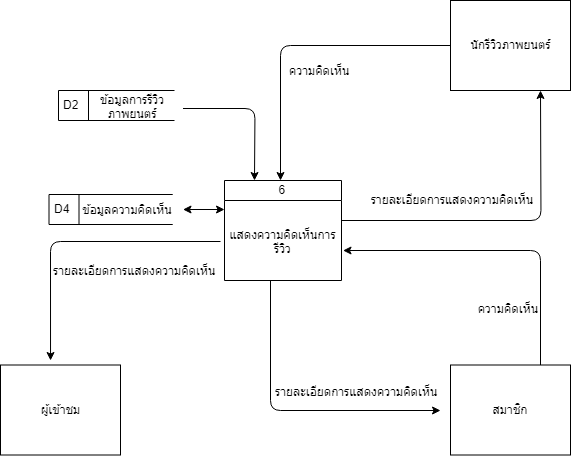 นักรีวิวภาพยนตร์
ความคิดเห็น
D2
ข้อมูลการรีวิว
ภาพยนตร์
6
D4
ข้อมูลความคิดเห็น
รายละเอียดการแสดงความคิดเห็น
แสดงความคิดเห็นการ
รีวิว
รายละเอียดการแสดงความคิดเห็น
ความคิดเห็น
รายละเอียดการแสดงความคิดเห็น
ผู้เข้าชม
สมาชิก